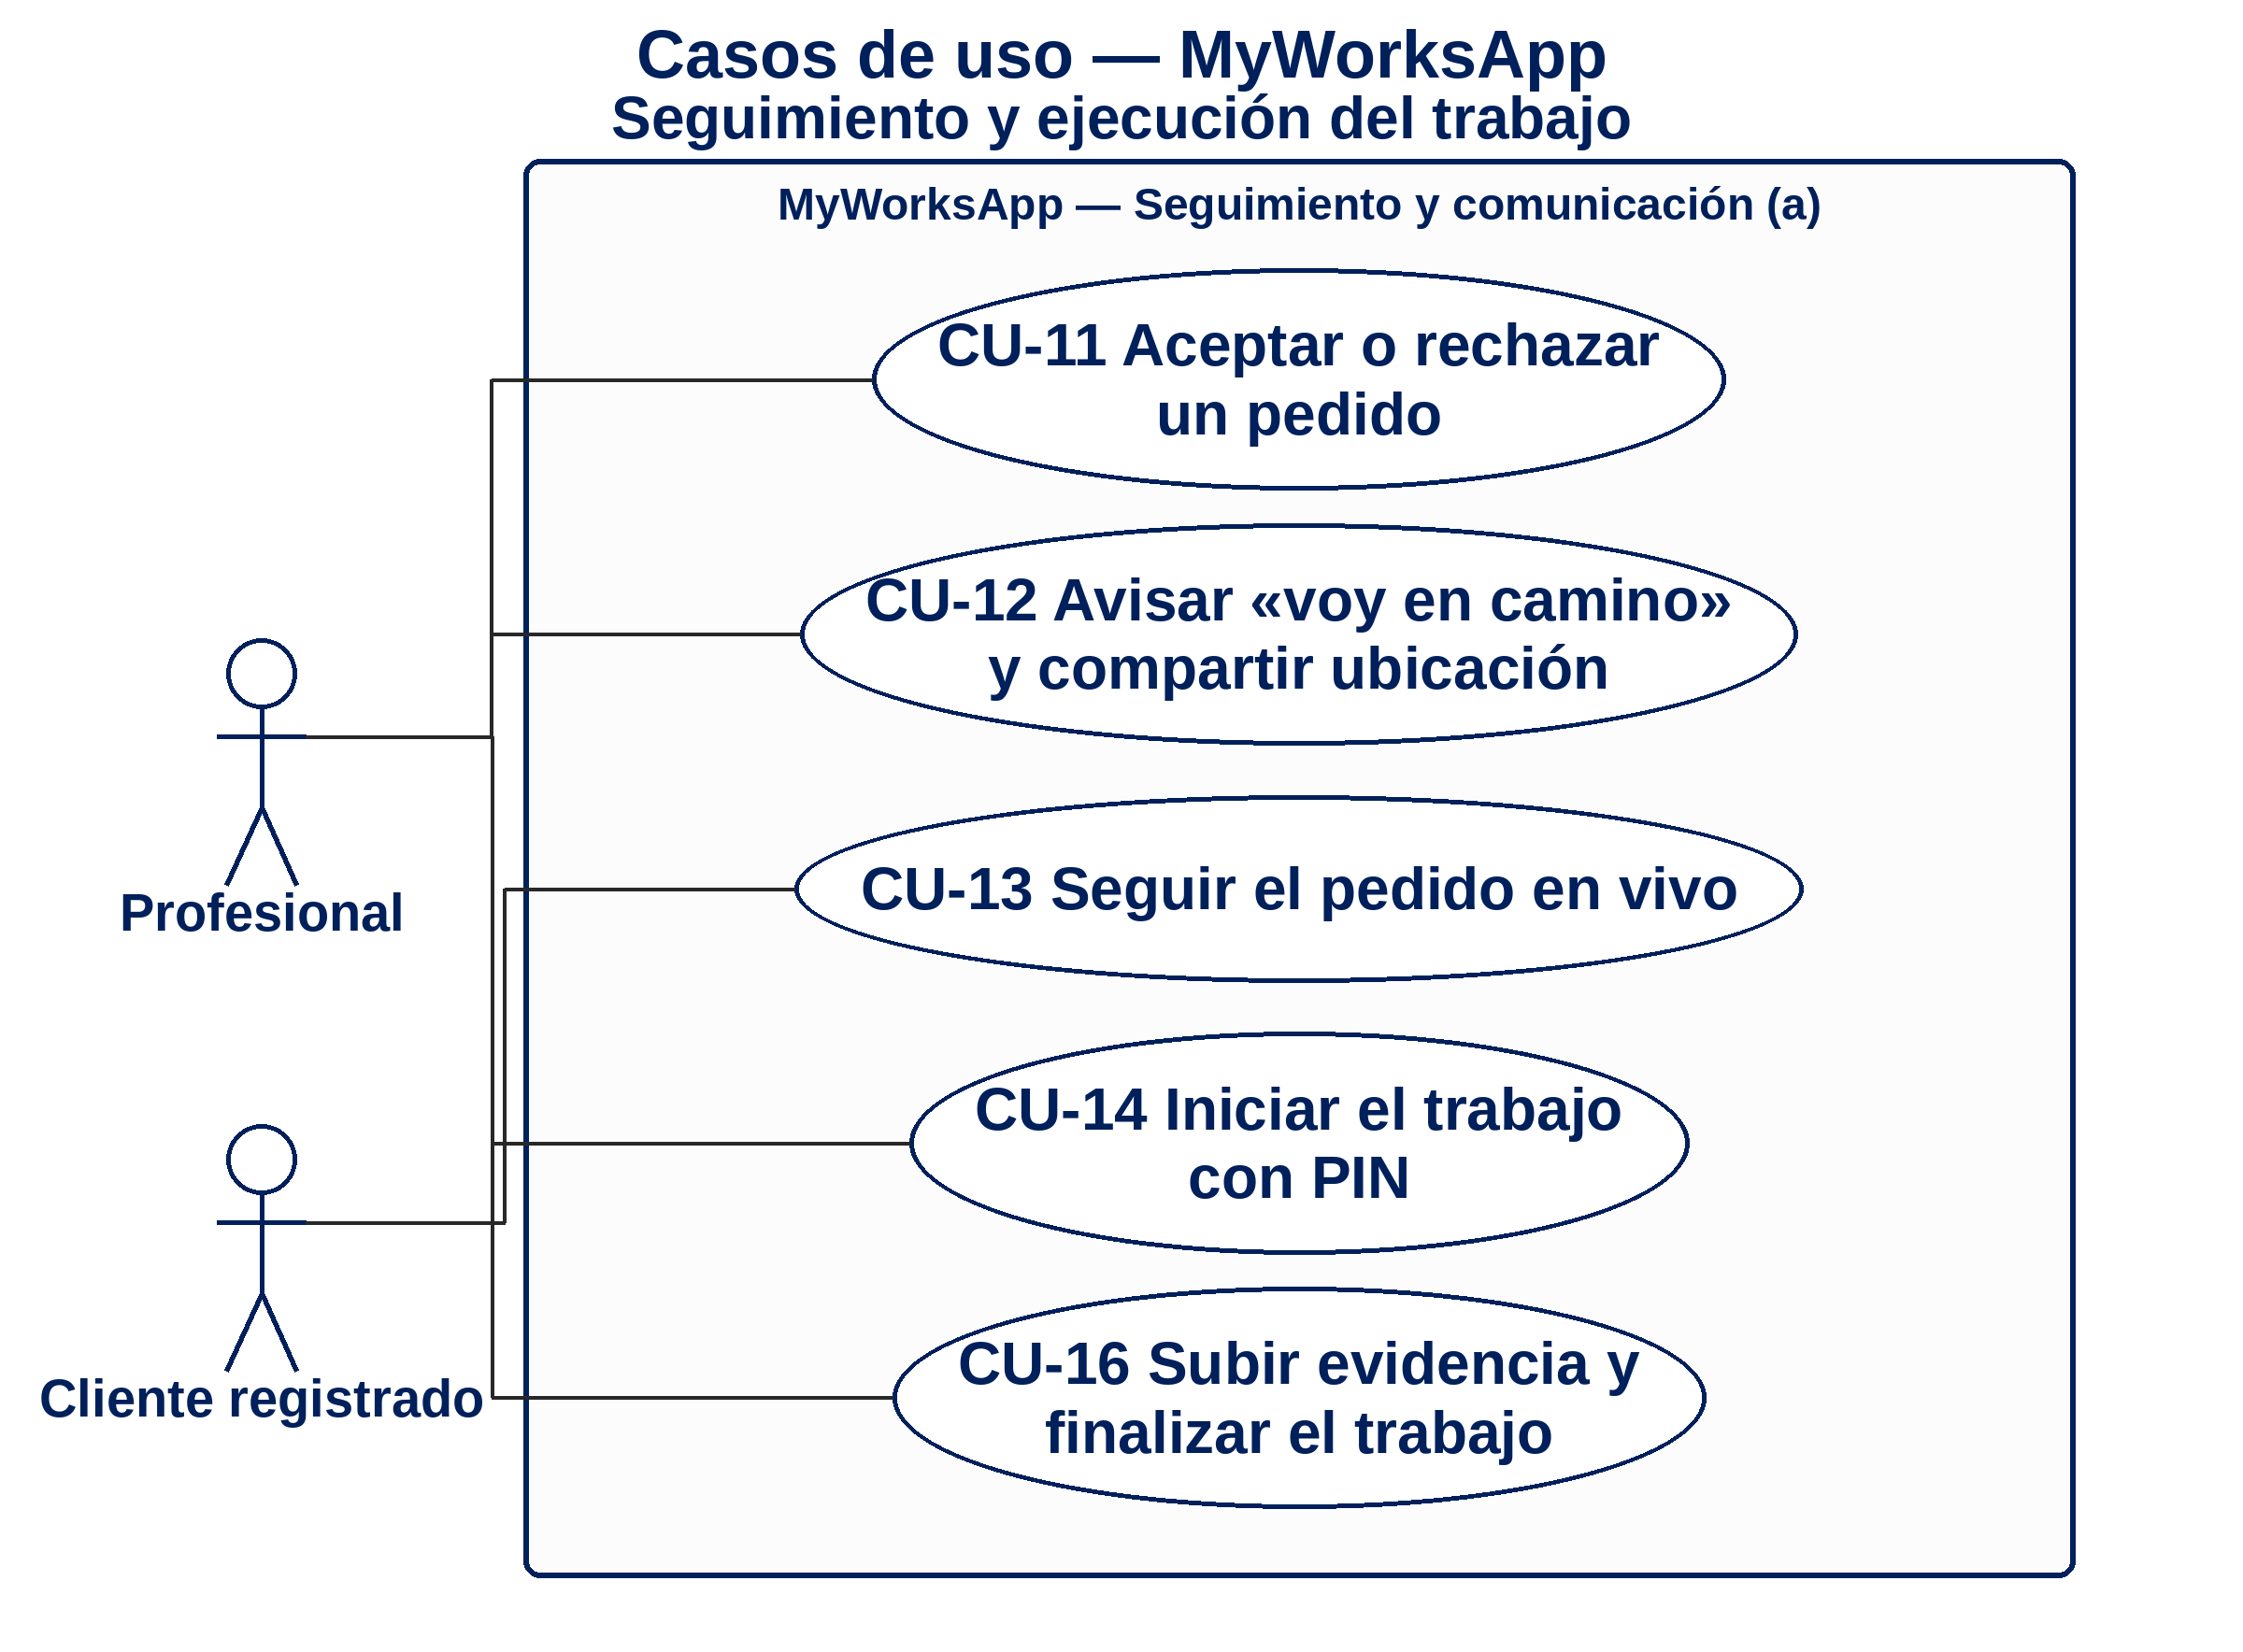 Casos de uso — MyWorksApp
Seguimiento y ejecución del trabajo
MyWorksApp — Seguimiento y comunicación (a)
CU-11 Aceptar o rechazar
un pedido
CU-12 Avisar «voy en camino»
y compartir ubicación
Profesional
CU-13 Seguir el pedido en vivo
CU-14 Iniciar el trabajo
con PIN
Cliente registrado
CU-16 Subir evidencia y
finalizar el trabajo